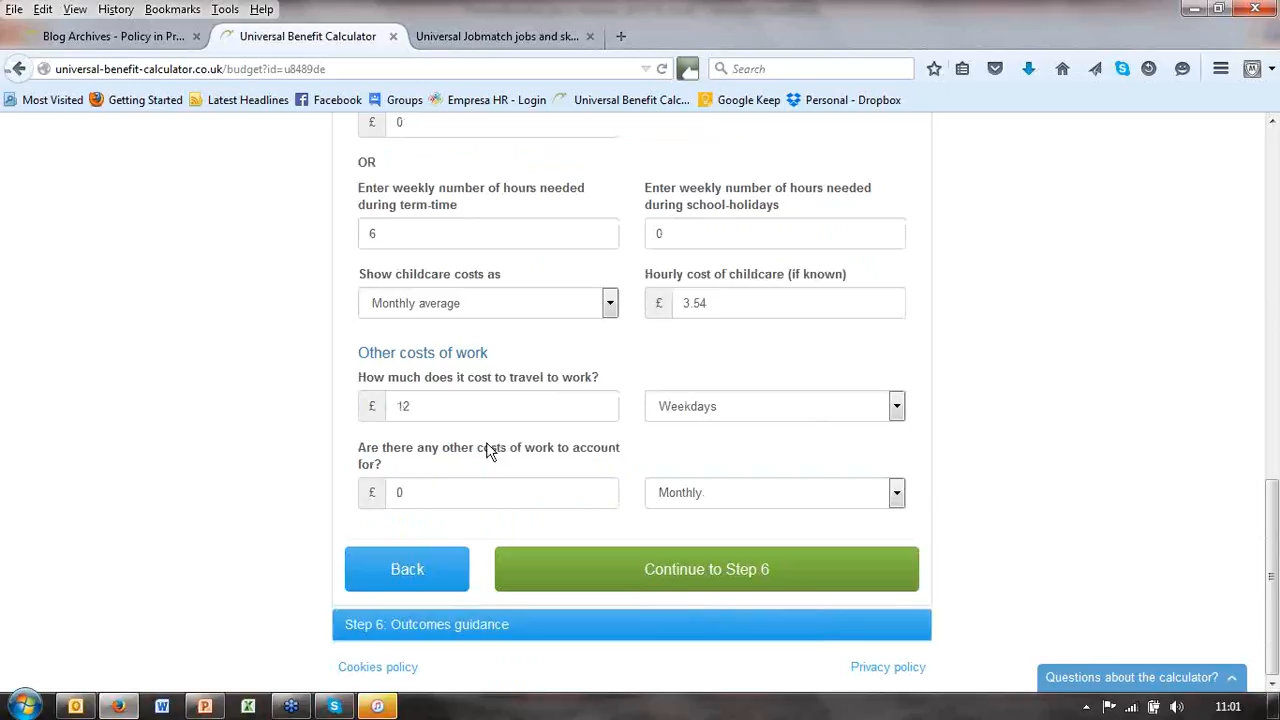 File Edit View History Bookmarks Tools Help
Blog Archives - Policy in Pr... × Universal Benefit Calculator × Universal Jobmatch jobs and sk... × +
universal-benefit-calculator.co.uk/budget?id=u8489de Search
Most Visited Getting Started Latest Headlines Facebook Groups Empresa HR - Login Universal Benefit Calc... Google Keep Personal - Dropbox
£ 0
OR
Enter weekly number of hours needed during term-time
6
Enter weekly number of hours needed during school-holidays
0
Show childcare costs as
Monthly average
Hourly cost of childcare (if known)
£ 3.54
Other costs of work
How much does it cost to travel to work?
£ 12 Weekdays
Are there any other costs of work to account for?
£ 0 Monthly
Back Continue to Step 6
Step 6: Outcomes guidance
Cookies policy Privacy policy
Questions about the calculator?
11:01